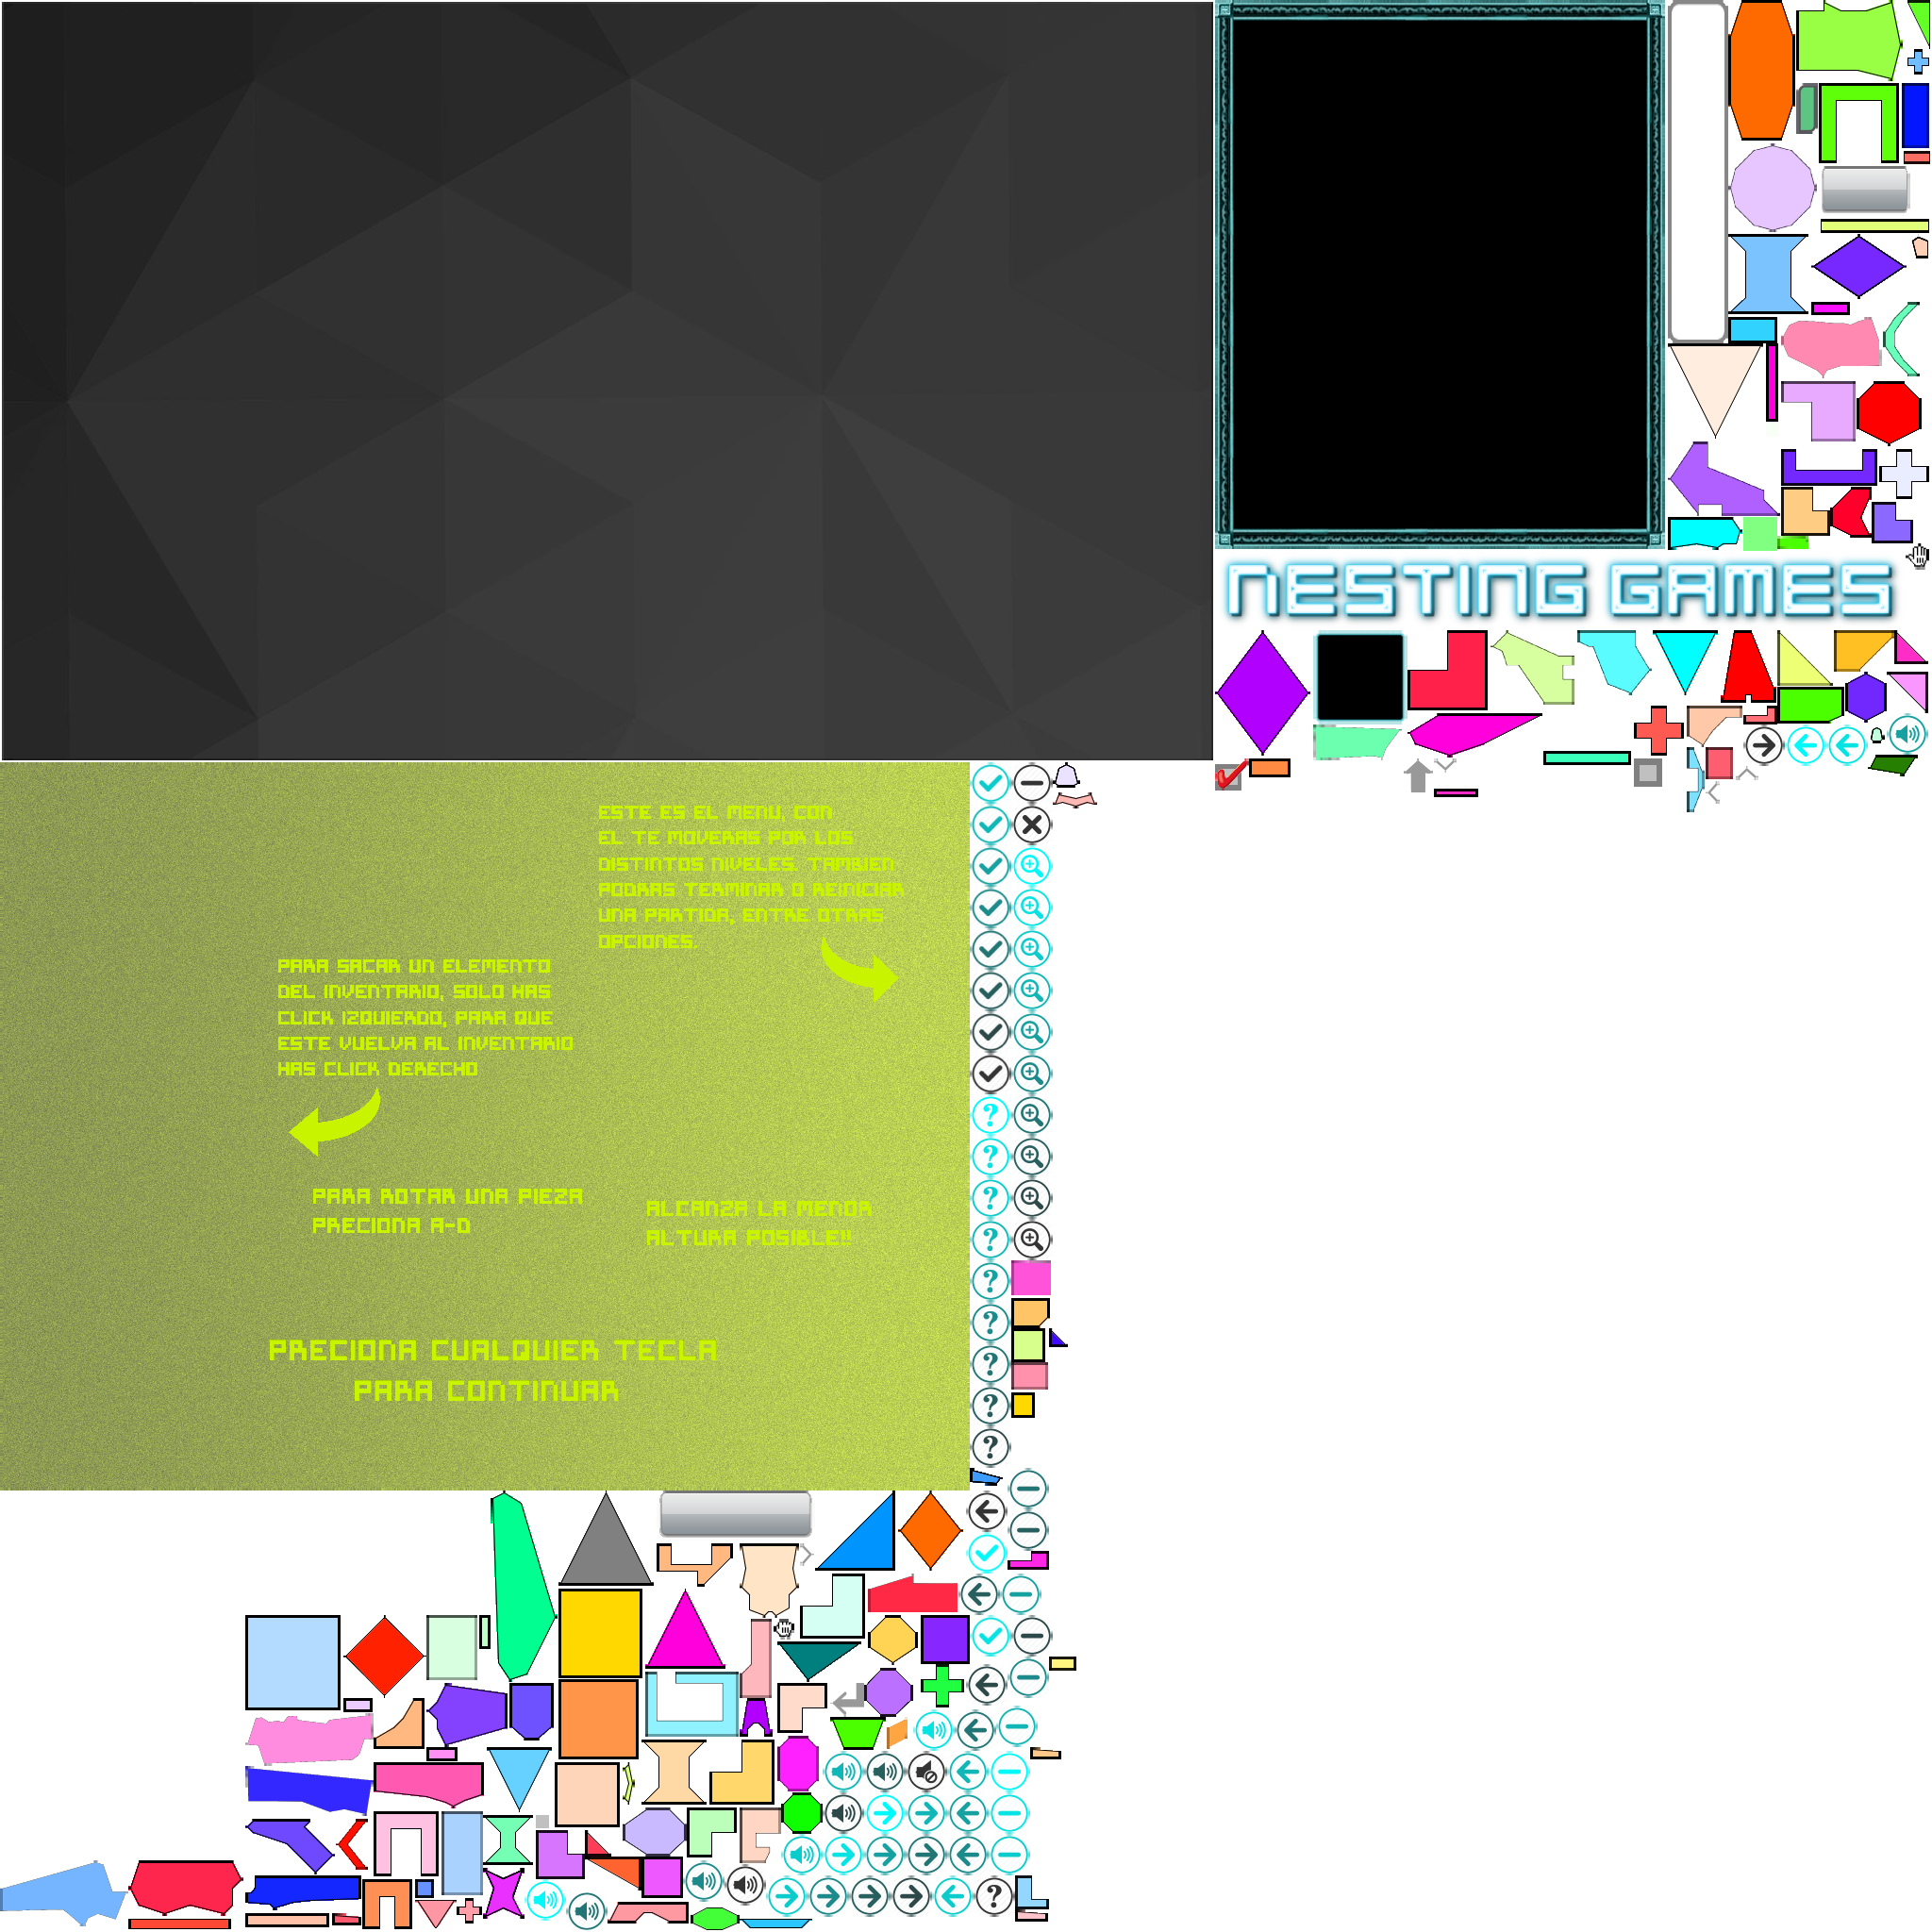 NESTING GAMES
ESTE ES EL MENU, CON
EL TE MOVERAS POR LOS
DISTINTOS NIVELES. TAMBIEN
PODRAS TERMINAR O REINICIAR
UNA PARTIDA, ENTRE OTRAS
OPCIONES.
PARA SACAR UN ELEMENTO
DEL INVENTARIO, SOLO HAS
CLICK IZQUIERDO, PARA QUE
ESTE VUELVA AL INVENTARIO
HAS CLICK DERECHO
PARA ROTAR UNA PIEZA
PRECIONA A-D
ALCANZA LA MENOR
ALTURA POSIBLE!!
PRECIONA CUALQUIER TECLA
PARA CONTINUAR